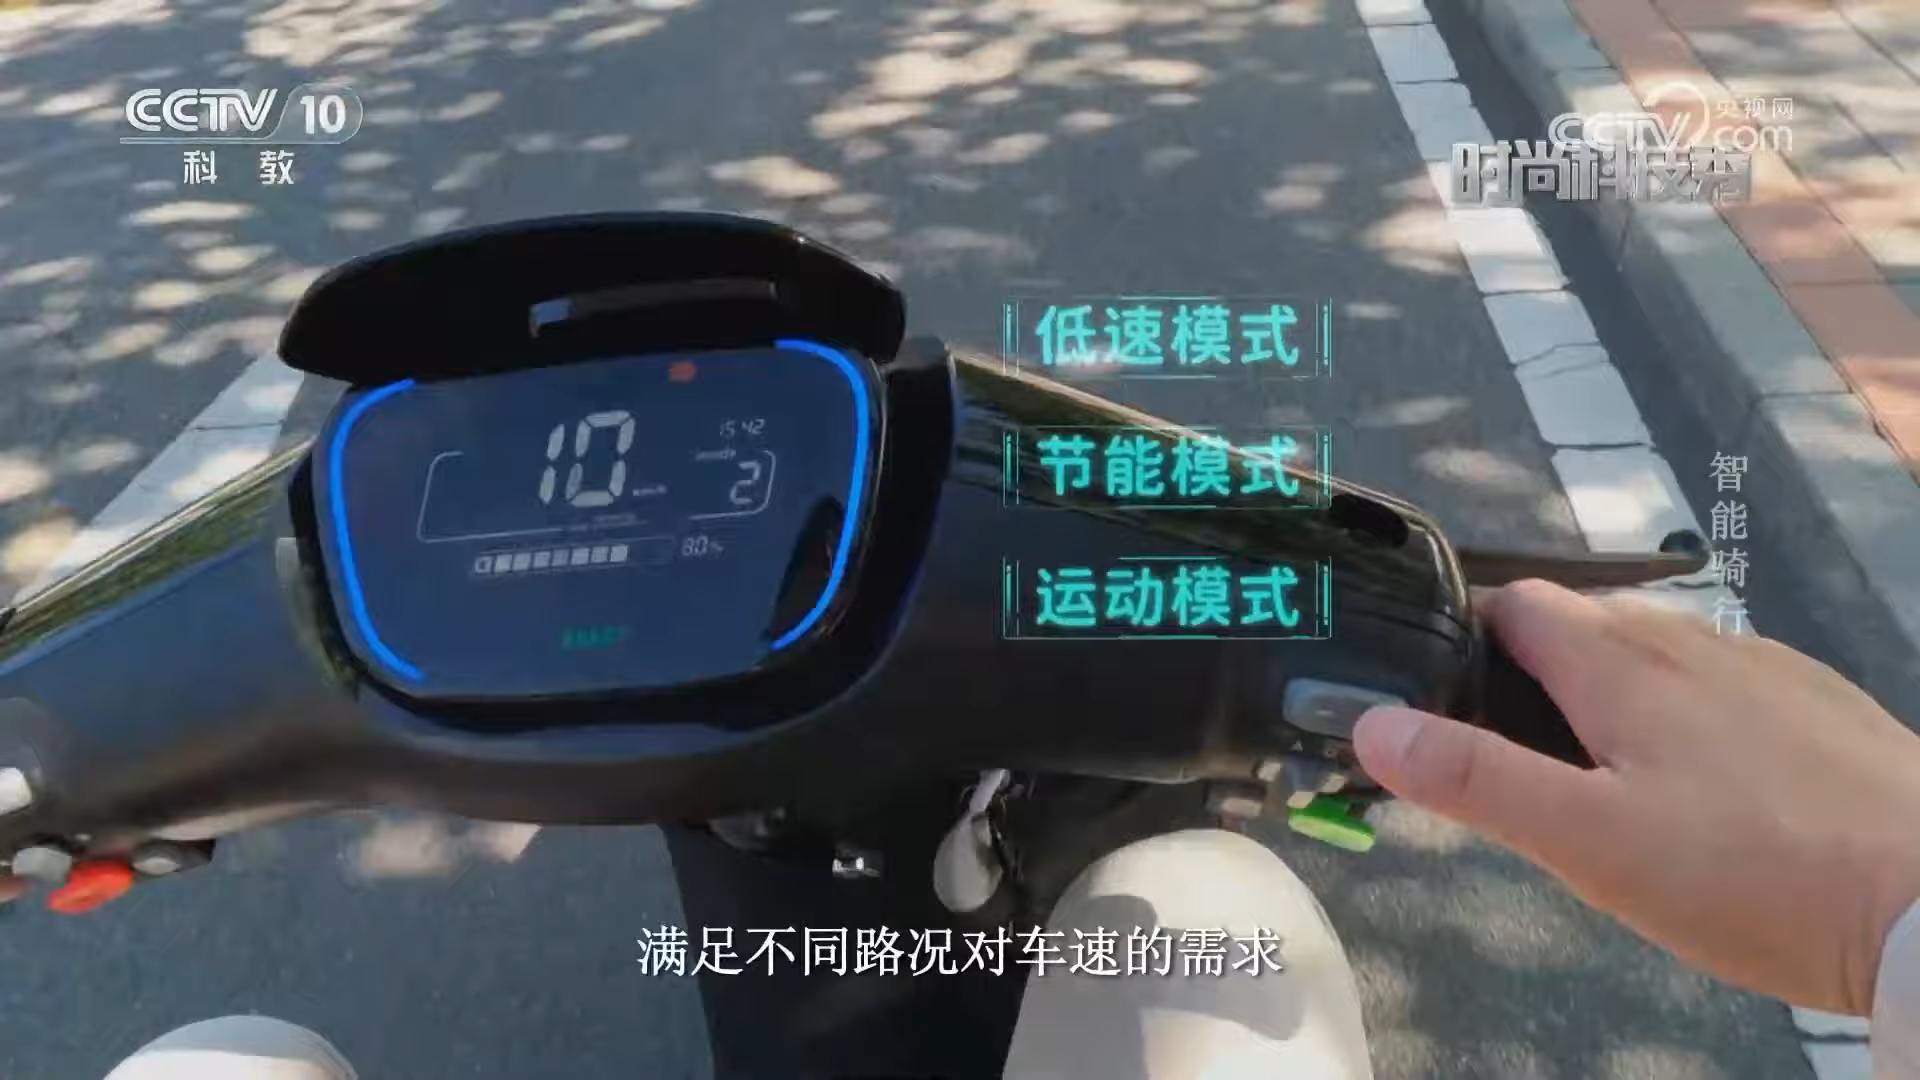 CCTV 10
科教
央视网
CCTV.com
时尚科技秀
低速模式
节能模式
运动模式
智能骑行
10
15:42
mode
2
km/h
80%
A B
满足不同路况对车速的需求